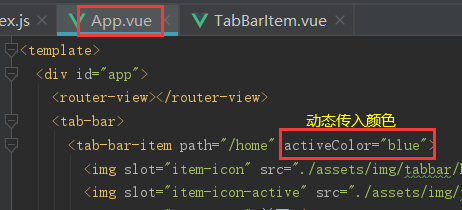 ex.js App.vue TabBarItem.vue
<template>
<div id="app">
<router-view></router-view>
动态传入颜色
<tab-bar>
<tab-bar-item path="/home" activeColor="blue">
<img slot="item-icon" src="./assets/img/tabbar/
<img slot="item-icon-active" src="./assets/img/